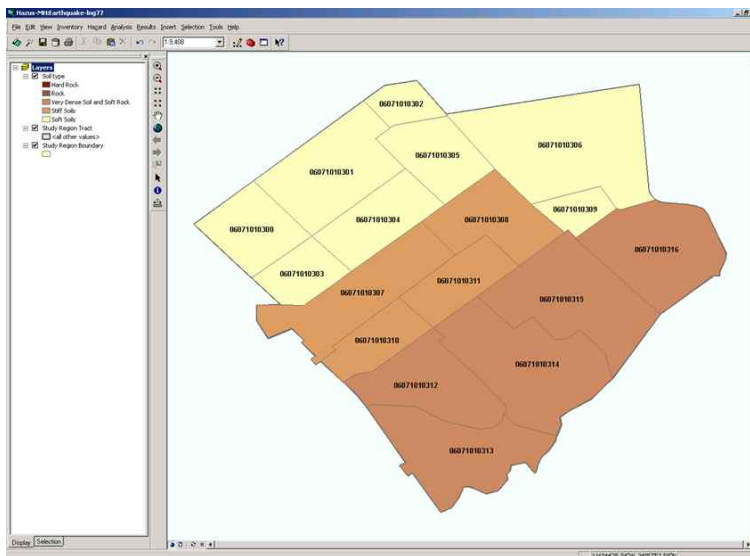 Hazus-MH:Earthquake-lng77
File Edit View Inventory Hazard Analysis Results Insert Selection Tools Help
1:9,408
Layers
Soil type
Hard Rock
Rock
Very Dense Soil and Soft Rock
Stiff Soils
Soft Soils
Study Region Tract
<all other values>
Study Region Boundary
06071010302
06071010305
06071010306
06071010301
06071010309
06071010304
06071010308
06071010300
06071010316
06071010303
06071010311
06071010307
06071010315
06071010310
06071010314
06071010312
06071010313
Display Selection